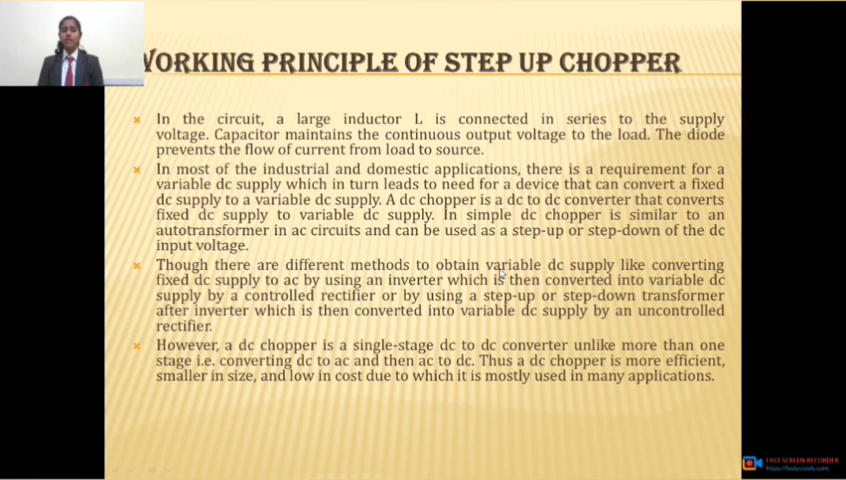 WORKING PRINCIPLE OF STEP UP CHOPPER
In the circuit, a large inductor L is connected in series to the supply
voltage. Capacitor maintains the continuous output voltage to the load. The diode
prevents the flow of current from load to source.
In most of the industrial and domestic applications, there is a requirement for a
variable dc supply which in turn leads to need for a device that can convert a fixed
dc supply to a variable dc supply. A dc chopper is a dc to dc converter that converts
fixed dc supply to variable dc supply. In simple dc chopper is similar to an
autotransformer in ac circuits and can be used as a step-up or step-down of the dc
input voltage.
Though there are different methods to obtain variable dc supply like converting
fixed dc supply to ac by using an inverter which is then converted into variable dc
supply by a controlled rectifier or by using a step-up or step-down transformer
after inverter which is then converted into variable dc supply by an uncontrolled
rectifier.
However, a dc chopper is a single-stage dc to dc converter unlike more than one
stage i.e. converting dc to ac and then ac to dc. Thus a dc chopper is more efficient,
smaller in size, and low in cost due to which it is mostly used in many applications.
FAST SCREEN RECORDER